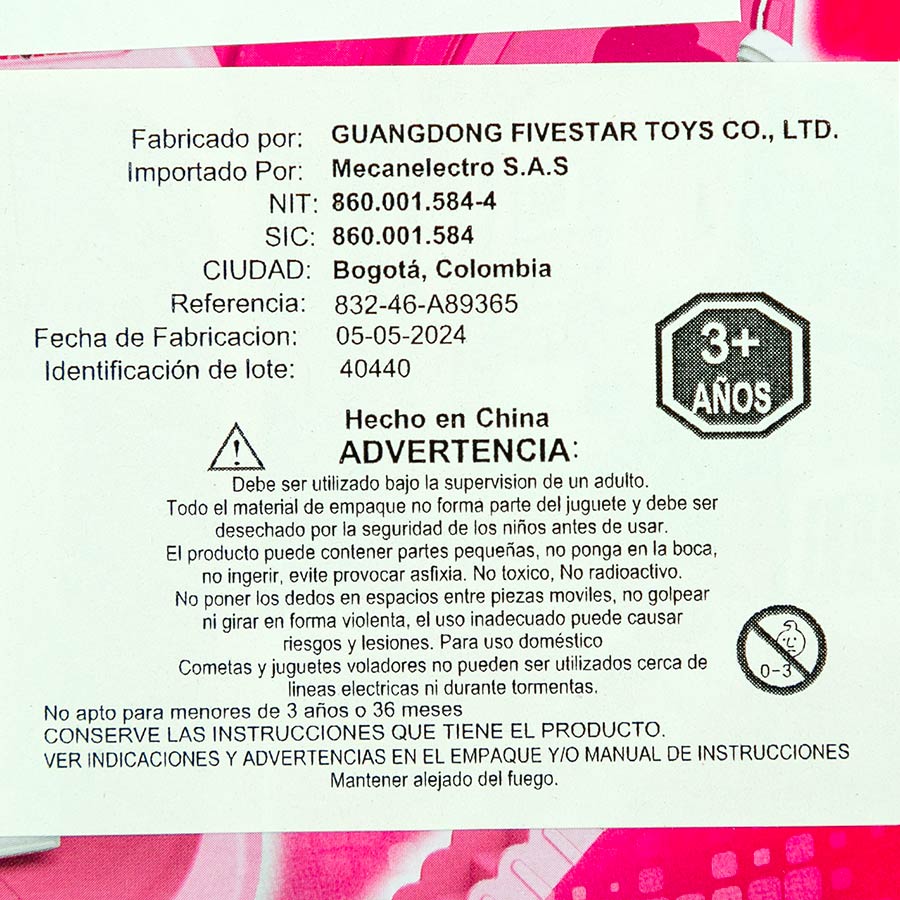 Fabricado por: GUANGDONG FIVESTAR TOYS CO., LTD.
Importado Por: Mecanelectro S.A.S
NIT: 860.001.584-4
SIC: 860.001.584
CIUDAD: Bogotá, Colombia
Referencia: 832-46-A89365
Fecha de Fabricacion: 05-05-2024
Identificación de lote: 40440
3+
AÑOS
Hecho en China
ADVERTENCIA:
Debe ser utilizado bajo la supervision de un adulto.
Todo el material de empaque no forma parte del juguete y debe ser
desechado por la seguridad de los niños antes de usar.
El producto puede contener partes pequeñas, no ponga en la boca,
no ingerir, evite provocar asfixia. No toxico, No radioactivo.
No poner los dedos en espacios entre piezas moviles, no golpear
ni girar en forma violenta, el uso inadecuado puede causar
riesgos y lesiones. Para uso doméstico
Cometas y juguetes voladores no pueden ser utilizados cerca de
lineas electricas ni durante tormentas.
0-3
No apto para menores de 3 años o 36 meses
CONSERVE LAS INSTRUCCIONES QUE TIENE EL PRODUCTO.
VER INDICACIONES Y ADVERTENCIAS EN EL EMPAQUE Y/O MANUAL DE INSTRUCCIONES
Mantener alejado del fuego.